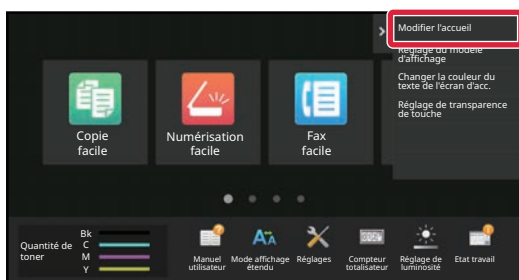 Modifier l'accueil
Réglage du modèle
d'affichage
Changer la couleur du
texte de l'écran d'acc.
Réglage de transparence
de touche
Copie
facile
Numérisation
facile
Fax
facile
Quantité de
toner
Bk
C
M
Y
Manuel
utilisateur
Mode affichage
étendu
Réglages
Compteur
totalisateur
Réglage de
luminosité
Etat travail